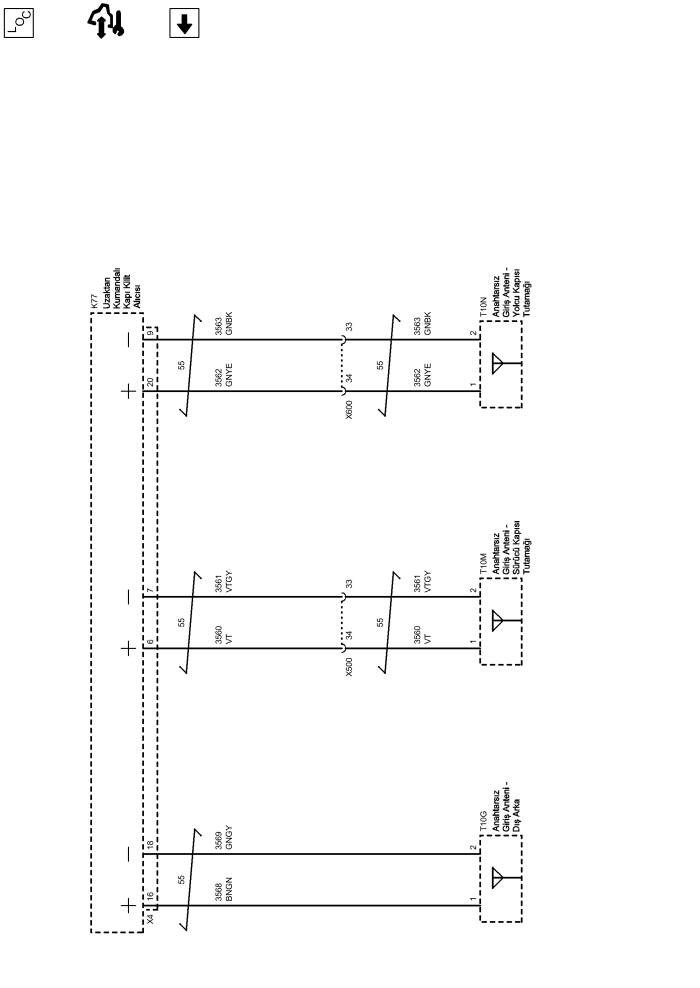 LOC
K77
Uzaktan
Kumandalı
Kapı Kilit
Alıcısı
X4
16
18
6
7
20
9
55
3568
BNGN
3569
GNGY
1
2
T10G
Anahtarsız
Giriş Anteni -
Dış Arka
55
3560
VT
3561
VTGY
X500
34
33
55
3560
VT
3561
VTGY
1
2
T10M
Anahtarsız
Giriş Anteni -
Sürücü Kapısı
Tutamağı
55
3562
GNYE
3563
GNBK
X600
34
33
55
3562
GNYE
3563
GNBK
1
2
T10N
Anahtarsız
Giriş Anteni -
Yolcu Kapısı
Tutamağı